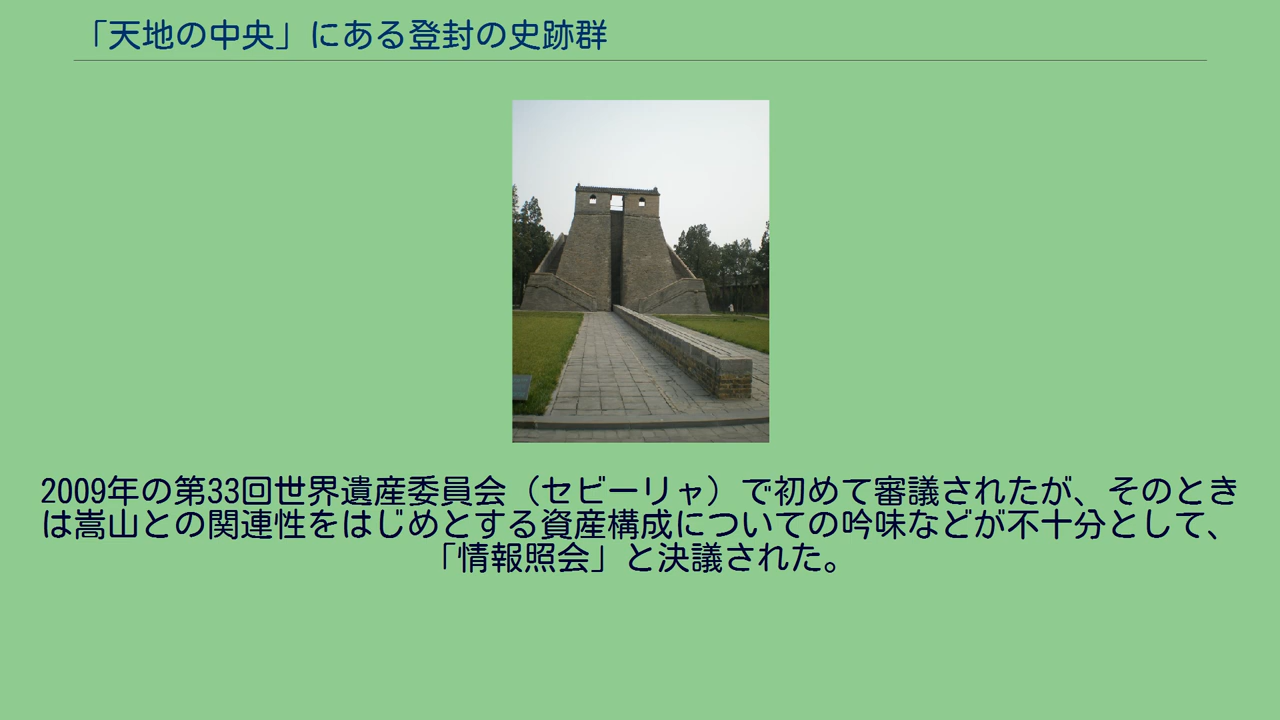 「天地の中央」にある登封の史跡群
2009年の第33回世界遺産委員会（セビーリャ）で初めて審議されたが、そのとき
は嵩山との関連性をはじめとする資産構成についての吟味などが不十分として、
「情報照会」と決議された。